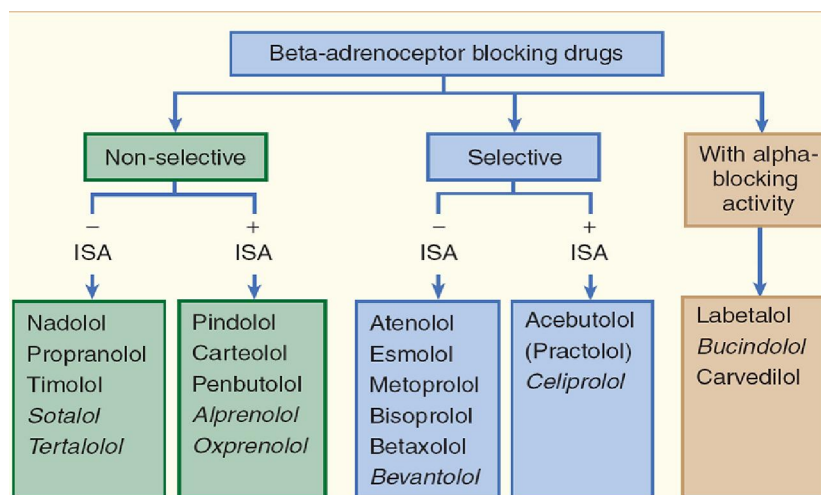 Beta-adrenoceptor blocking drugs
Non-selective
Selective
With alpha-
blocking
activity
– ISA
+ ISA
– ISA
+ ISA
Nadolol
Propranolol
Timolol
Sotalol
Tertalolol
Pindolol
Carteolol
Penbutolol
Alprenolol
Oxprenolol
Atenolol
Esmolol
Metoprolol
Bisoprolol
Betaxolol
Bevantolol
Acebutolol
(Practolol)
Celiprolol
Labetalol
Bucindolol
Carvedilol